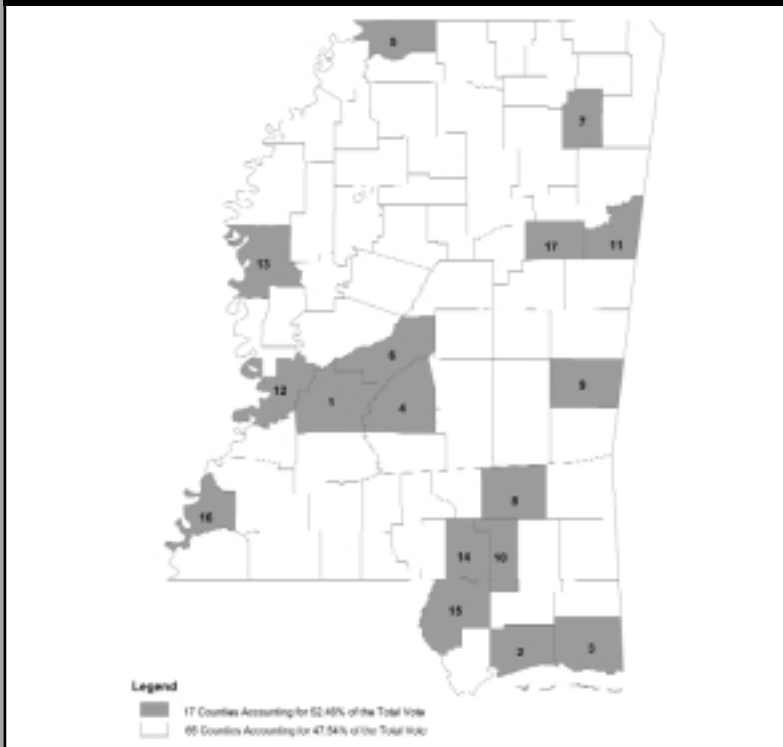 5
7
17 11
13
6
9
12 1 4
8
16
14 10
15
2 3
Legend
17 Counties Accounting for 52.46% of the Total Vote
65 Counties Accounting for 47.54% of the Total Vote